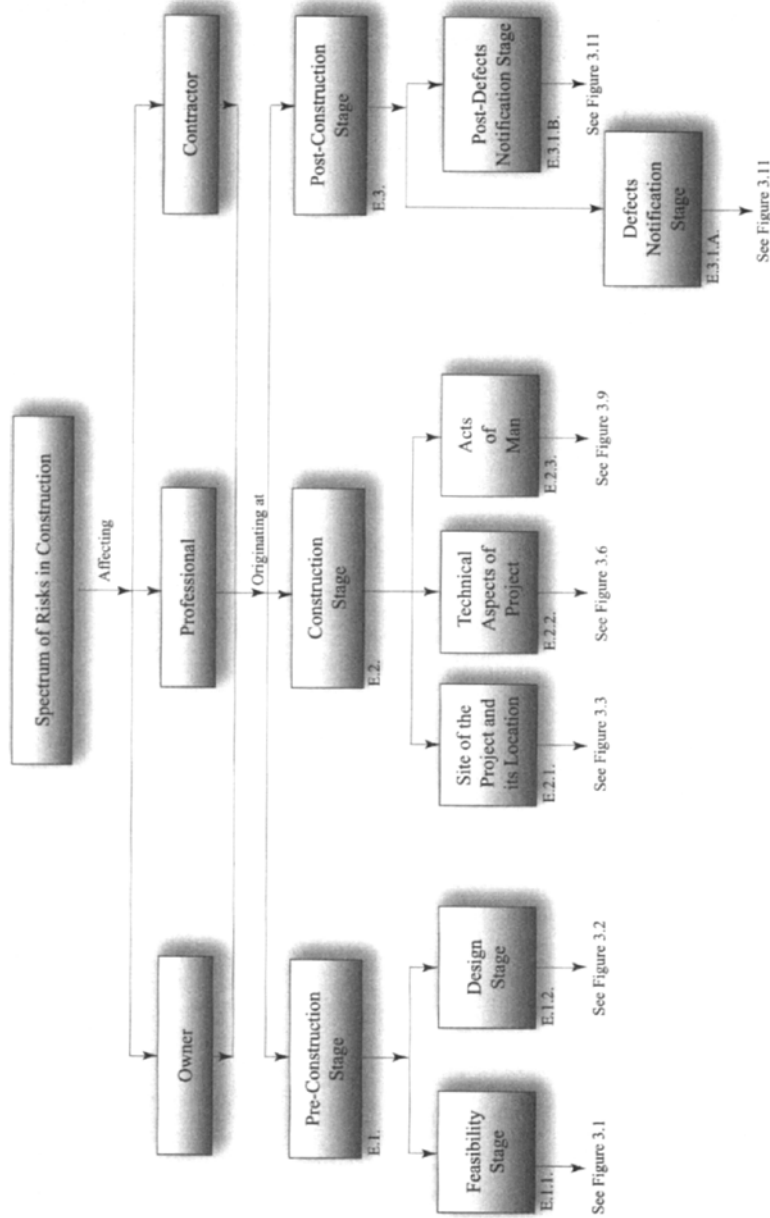 Spectrum of Risks in Construction
Affecting
Owner
Professional
Contractor
Originating at
Pre-Construction
Stage
E.1.
Construction
Stage
E.2.
Post-Construction
Stage
E.3.
Feasibility
Stage
E.1.1.
See Figure 3.1
Design
Stage
E.1.2.
See Figure 3.2
Site of the
Project and
its Location
E.2.1.
See Figure 3.3
Technical
Aspects of
Project
E.2.2.
See Figure 3.6
Acts
of
Man
E.2.3.
See Figure 3.9
Post-Defects
Notification Stage
E.3.1.B.
See Figure 3.11
Defects
Notification
Stage
E.3.1.A.
See Figure 3.11